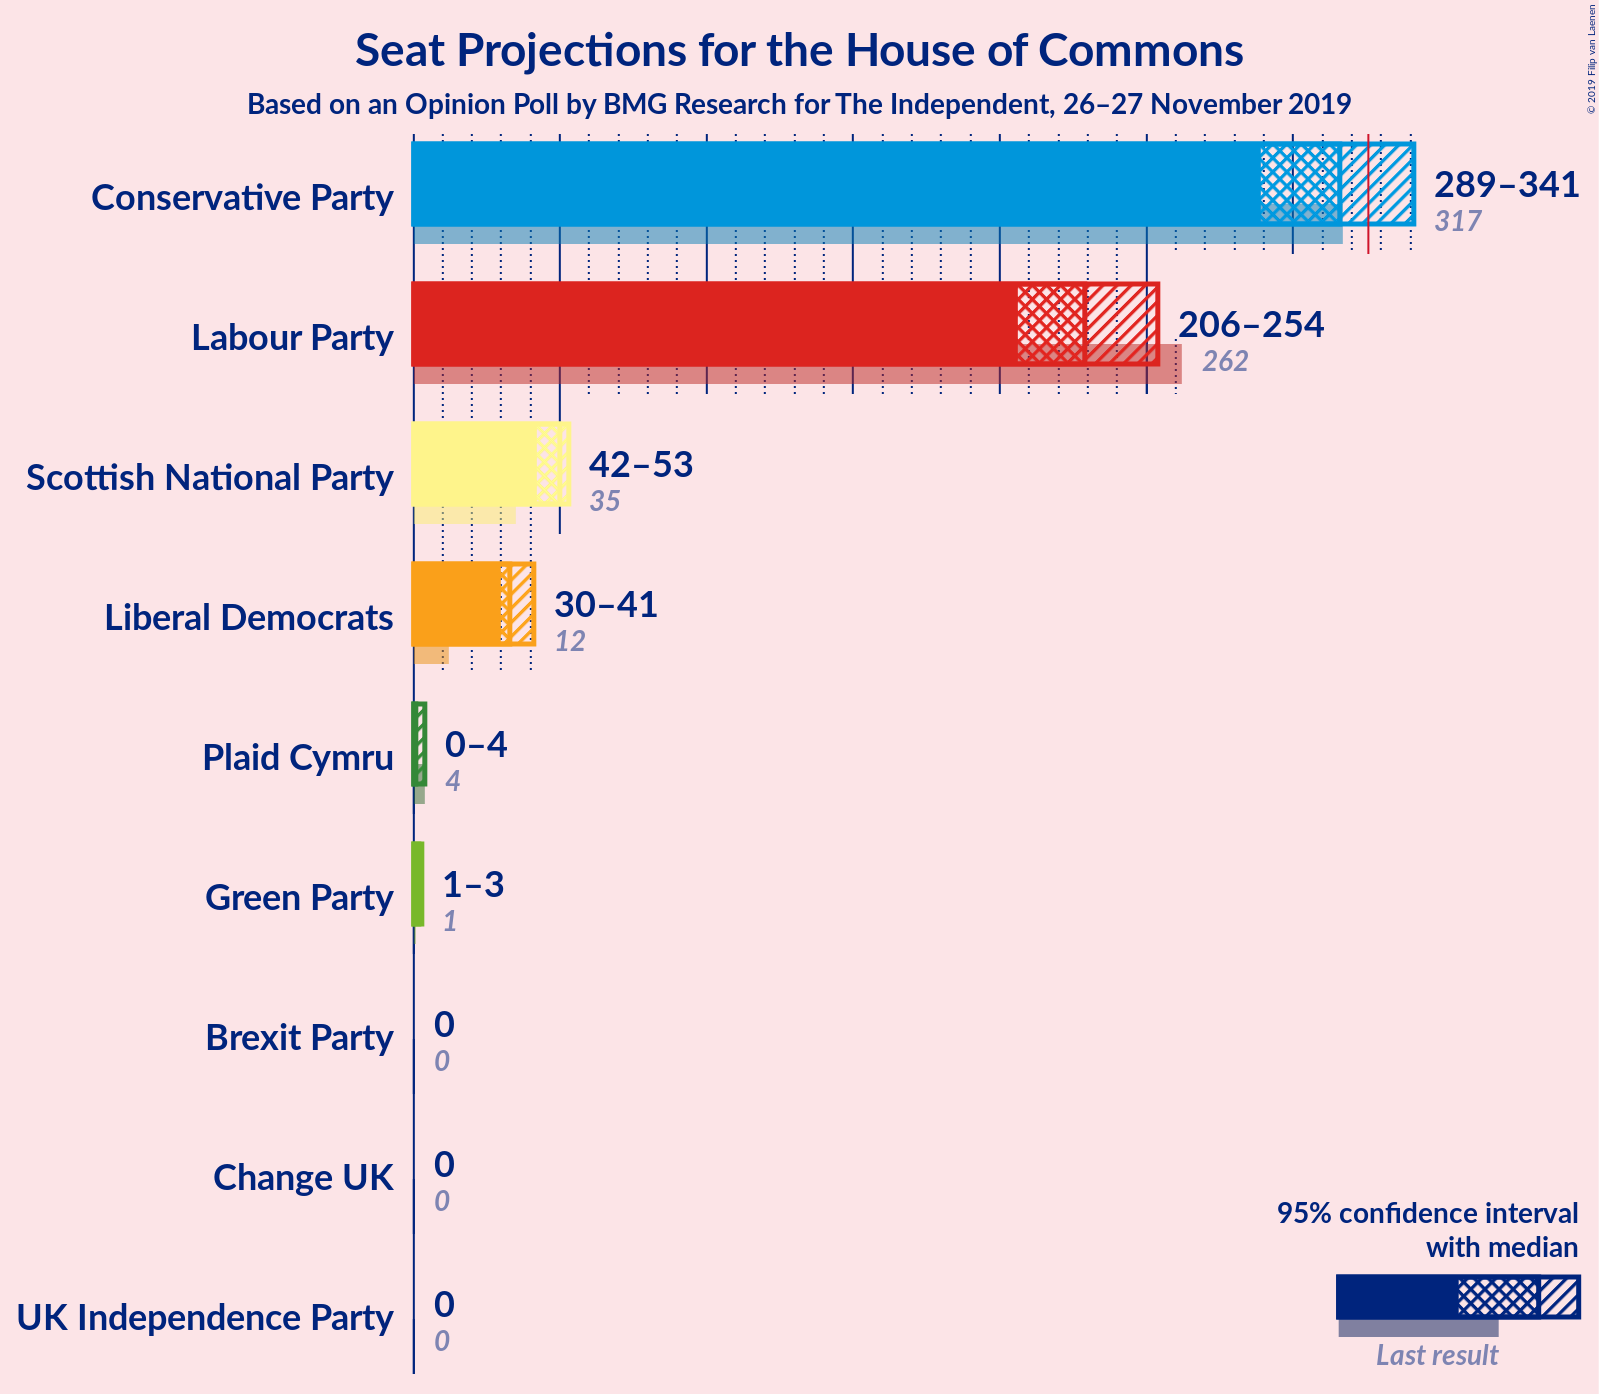 Seat Projections for the House of Commons
Based on an Opinion Poll by BMG Research for The Independent, 26–27 November 2019
© 2019 Filip van Laenen
Conservative Party
289–341
317
Labour Party
206–254
262
Scottish National Party
42–53
35
Liberal Democrats
30–41
12
Plaid Cymru
0–4
4
Green Party
1–3
1
Brexit Party
0
0
Change UK
0
0
UK Independence Party
0
0
95% confidence interval
with median
Last result